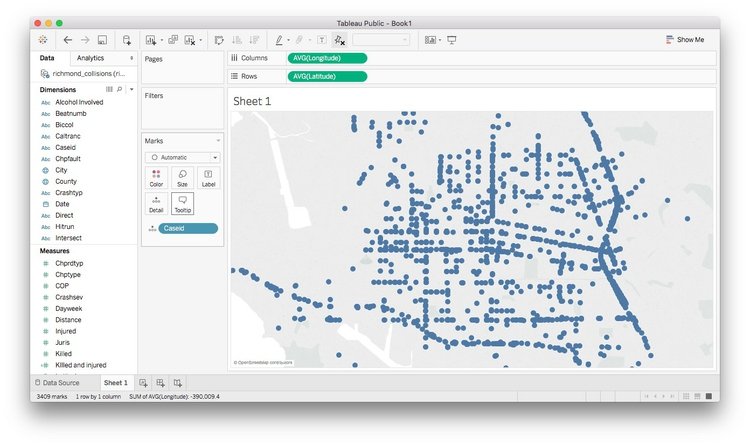 Tableau Public - Book1
Show Me
Data
Analytics
richmond_collisions (ri...
Dimensions
Abc Alcohol Involved
Abc Beatnumb
Abc Biccol
Abc Caltranc
Abc Caseid
Abc Chpfault
City
County
Abc Crashtyp
Date
Abc Direct
Abc Hitrun
Abc Intersect
Measures
# Chprdtyp
# Chptype
# COP
# Crashsev
# Dayweek
# Distance
# Injured
# Juris
# Killed
Killed and injured
Pages
Filters
Marks
Automatic
Color
Size
Label
Detail
Tooltip
Caseid
Columns
AVG(Longitude)
Rows
AVG(Latitude)
Sheet 1
© OpenStreetMap contributors
Data Source
Sheet 1
3409 marks
1 row by 1 column
SUM of AVG(Longitude): -390,009.4